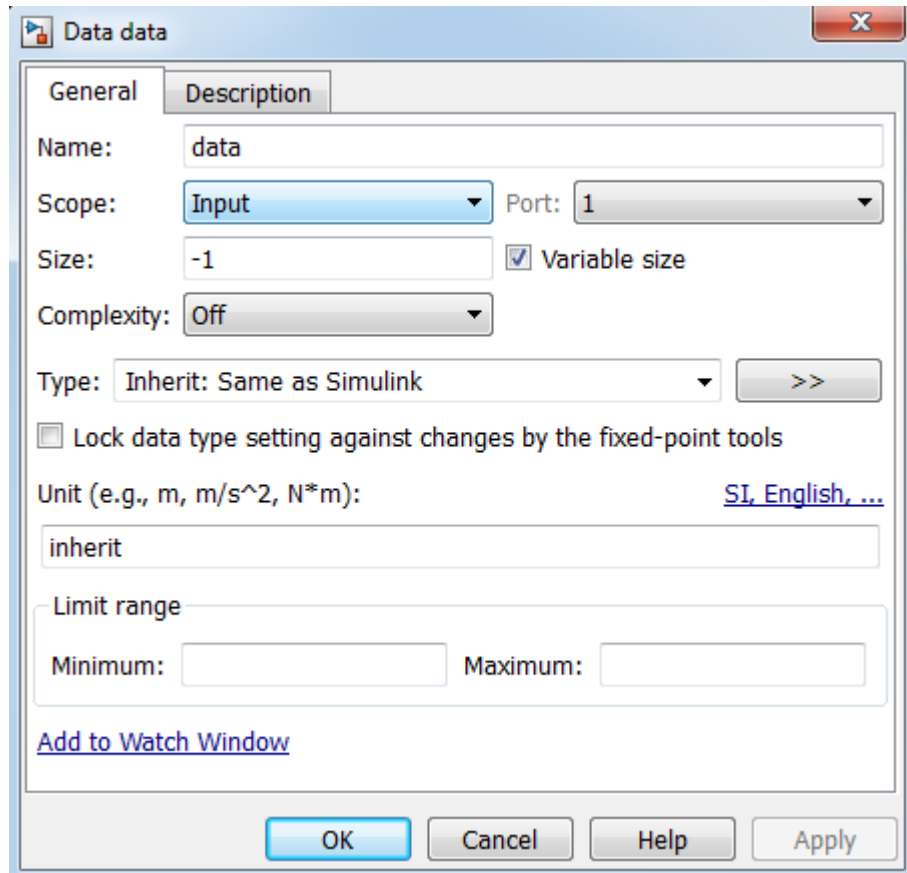 Data data
General Description
Name: data
Scope: Input Port: 1
Size: -1 Variable size
Complexity: Off
Type: Inherit: Same as Simulink >>
Lock data type setting against changes by the fixed-point tools
Unit (e.g., m, m/s^2, N*m): SI, English, ...
inherit
Limit range
Minimum: Maximum:
Add to Watch Window
OK Cancel Help Apply